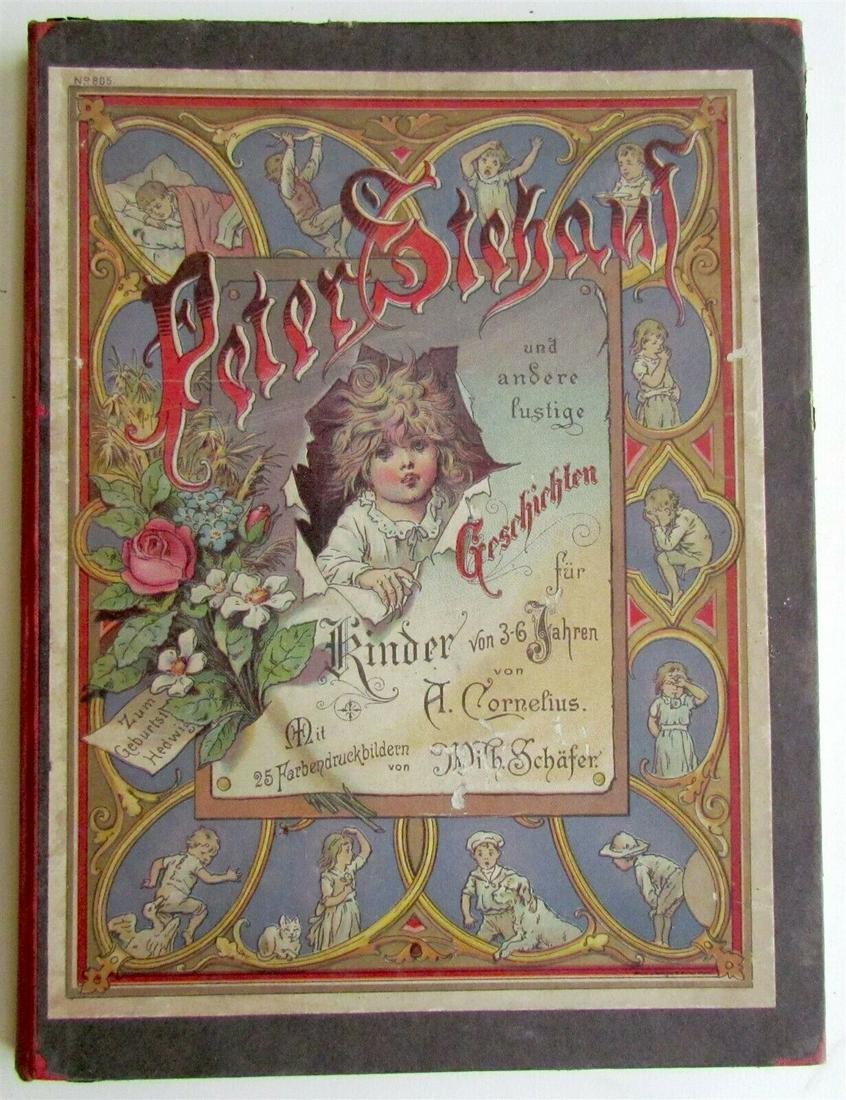 No 805.
Peter Stehauf
und
andere
lustige
Geschichten
für
Kinder von 3-6 Jahren
von
A. Cornelius.
Mit
25 Farbendruckbildern
von Wilh. Schäfer.
Zum
Geburtst
Hedwig